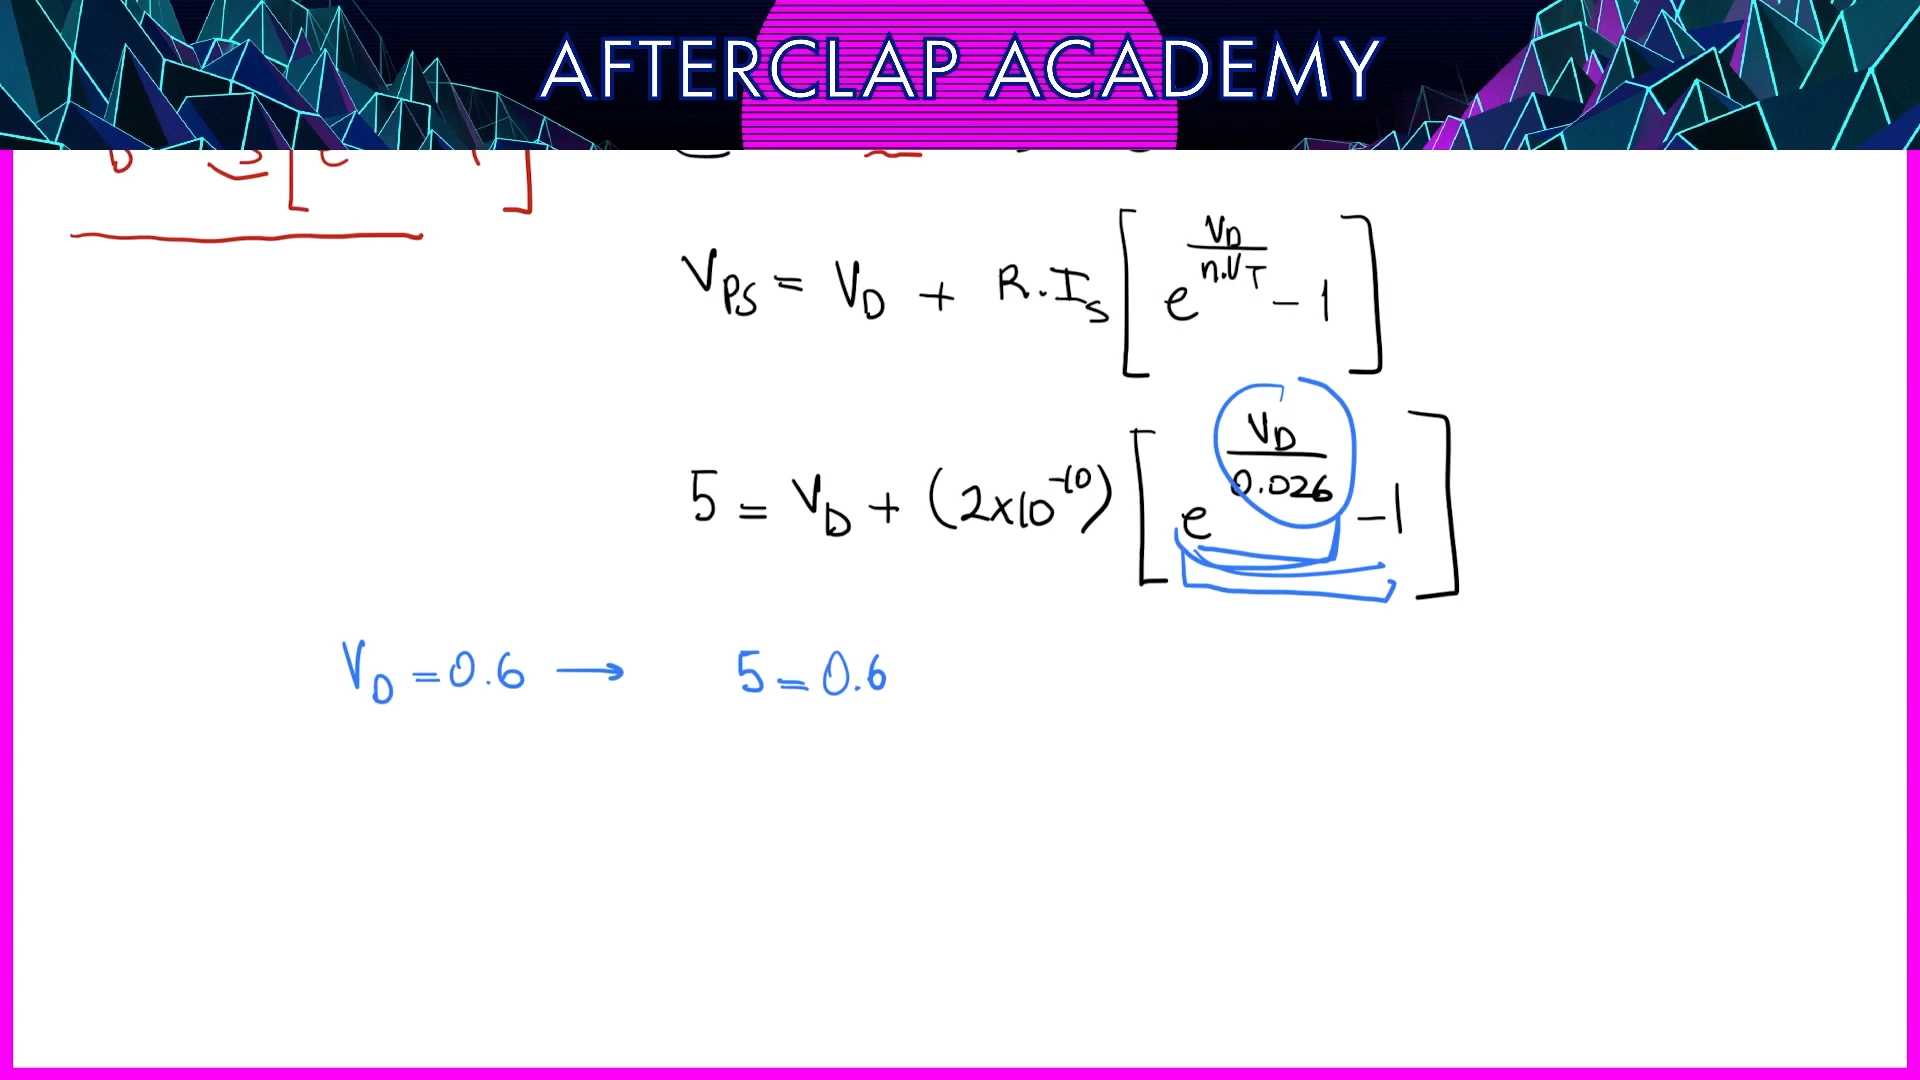 AFTERCLAP ACADEMY
V_PS = V_D + R.I_S [e^(V_D/n.V_T) - 1]
5 = V_D + (2x10^-10) [e^(V_D/0.026) - 1]
V_D = 0.6 → 5 = 0.6